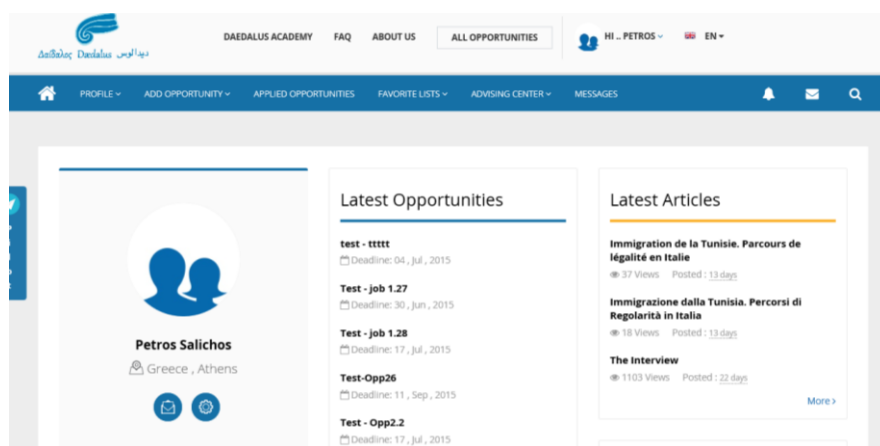 DAEDALUS ACADEMY FAQ ABOUT US ALL OPPORTUNITIES HI .. PETROS EN
Δαίδαλος Dædalus ديدالوس
PROFILE ADD OPPORTUNITY APPLIED OPPORTUNITIES FAVORITE LISTS ADVISING CENTER MESSAGES
Petros Salichos
Greece , Athens
Latest Opportunities
test - ttttt
Deadline: 04 , Jul , 2015
Test - job 1.27
Deadline: 30 , Jun , 2015
Test - job 1.28
Deadline: 17 , Jul , 2015
Test-Opp26
Deadline: 11 , Sep , 2015
Test - Opp2.2
Deadline: 17 , Jul , 2015
Latest Articles
Immigration de la Tunisie. Parcours de
légalité en Italie
37 Views Posted : 13 days
Immigrazione dalla Tunisia. Percorsi di
Regolarità in Italia
18 Views Posted : 13 days
The Interview
1103 Views Posted : 22 days
More >